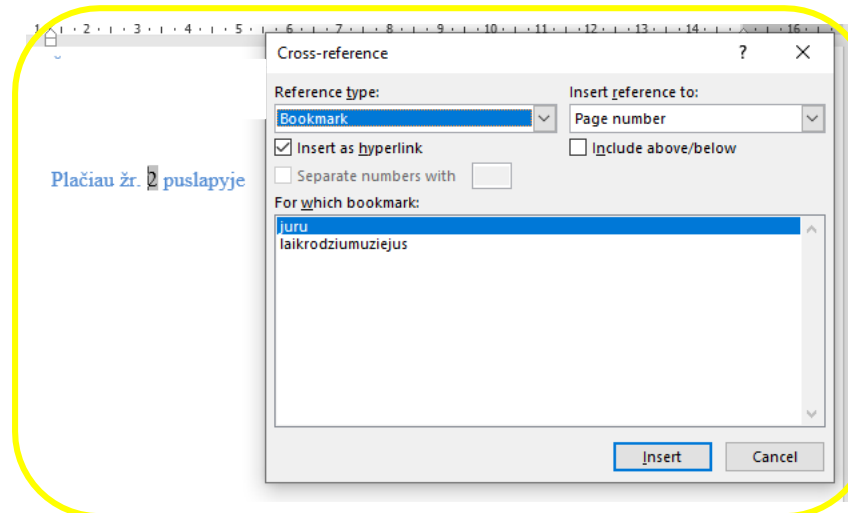 1 · 2 · 3 · 4 · 5 · 6 · 7 · 8 · 9 · 10 · 11 · 12 · 13 · 14 · 16
Cross-reference ? ×
Reference type: Insert reference to:
Bookmark Page number
Insert as hyperlink Include above/below
Separate numbers with
For which bookmark:
juru
laikrodziumuziejus
Plačiau žr. 2 puslapyje
Insert Cancel